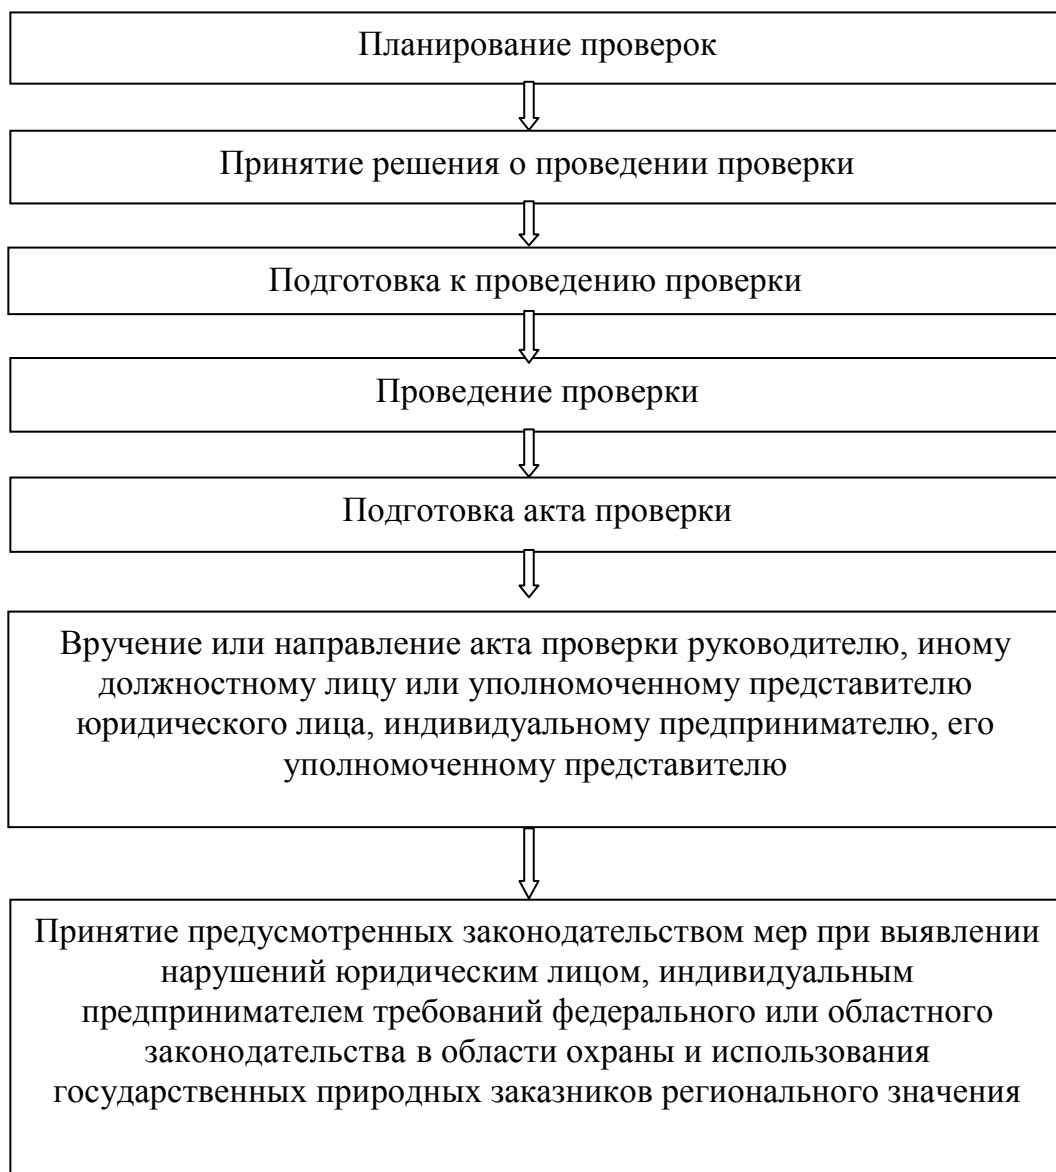 Планирование проверок
Принятие решения о проведении проверки
Подготовка к проведению проверки
Проведение проверки
Подготовка акта проверки
Вручение или направление акта проверки руководителю, иному
должностному лицу или уполномоченному представителю
юридического лица, индивидуальному предпринимателю, его
уполномоченному представителю
Принятие предусмотренных законодательством мер при выявлении
нарушений юридическим лицом, индивидуальным
предпринимателем требований федерального или областного
законодательства в области охраны и использования
государственных природных заказников регионального значения